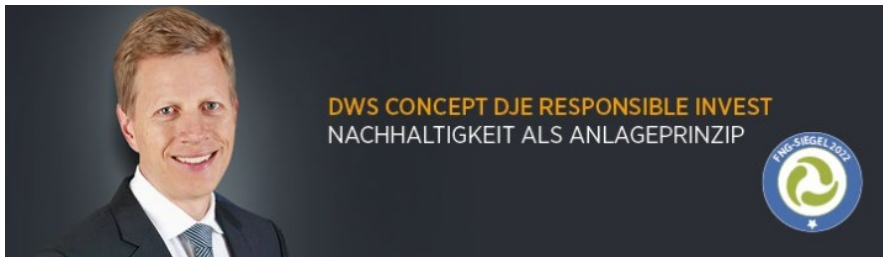 DWS CONCEPT DJE RESPONSIBLE INVEST
NACHHALTIGKEIT ALS ANLAGEPRINZIP
FNG-SIEGEL 2022